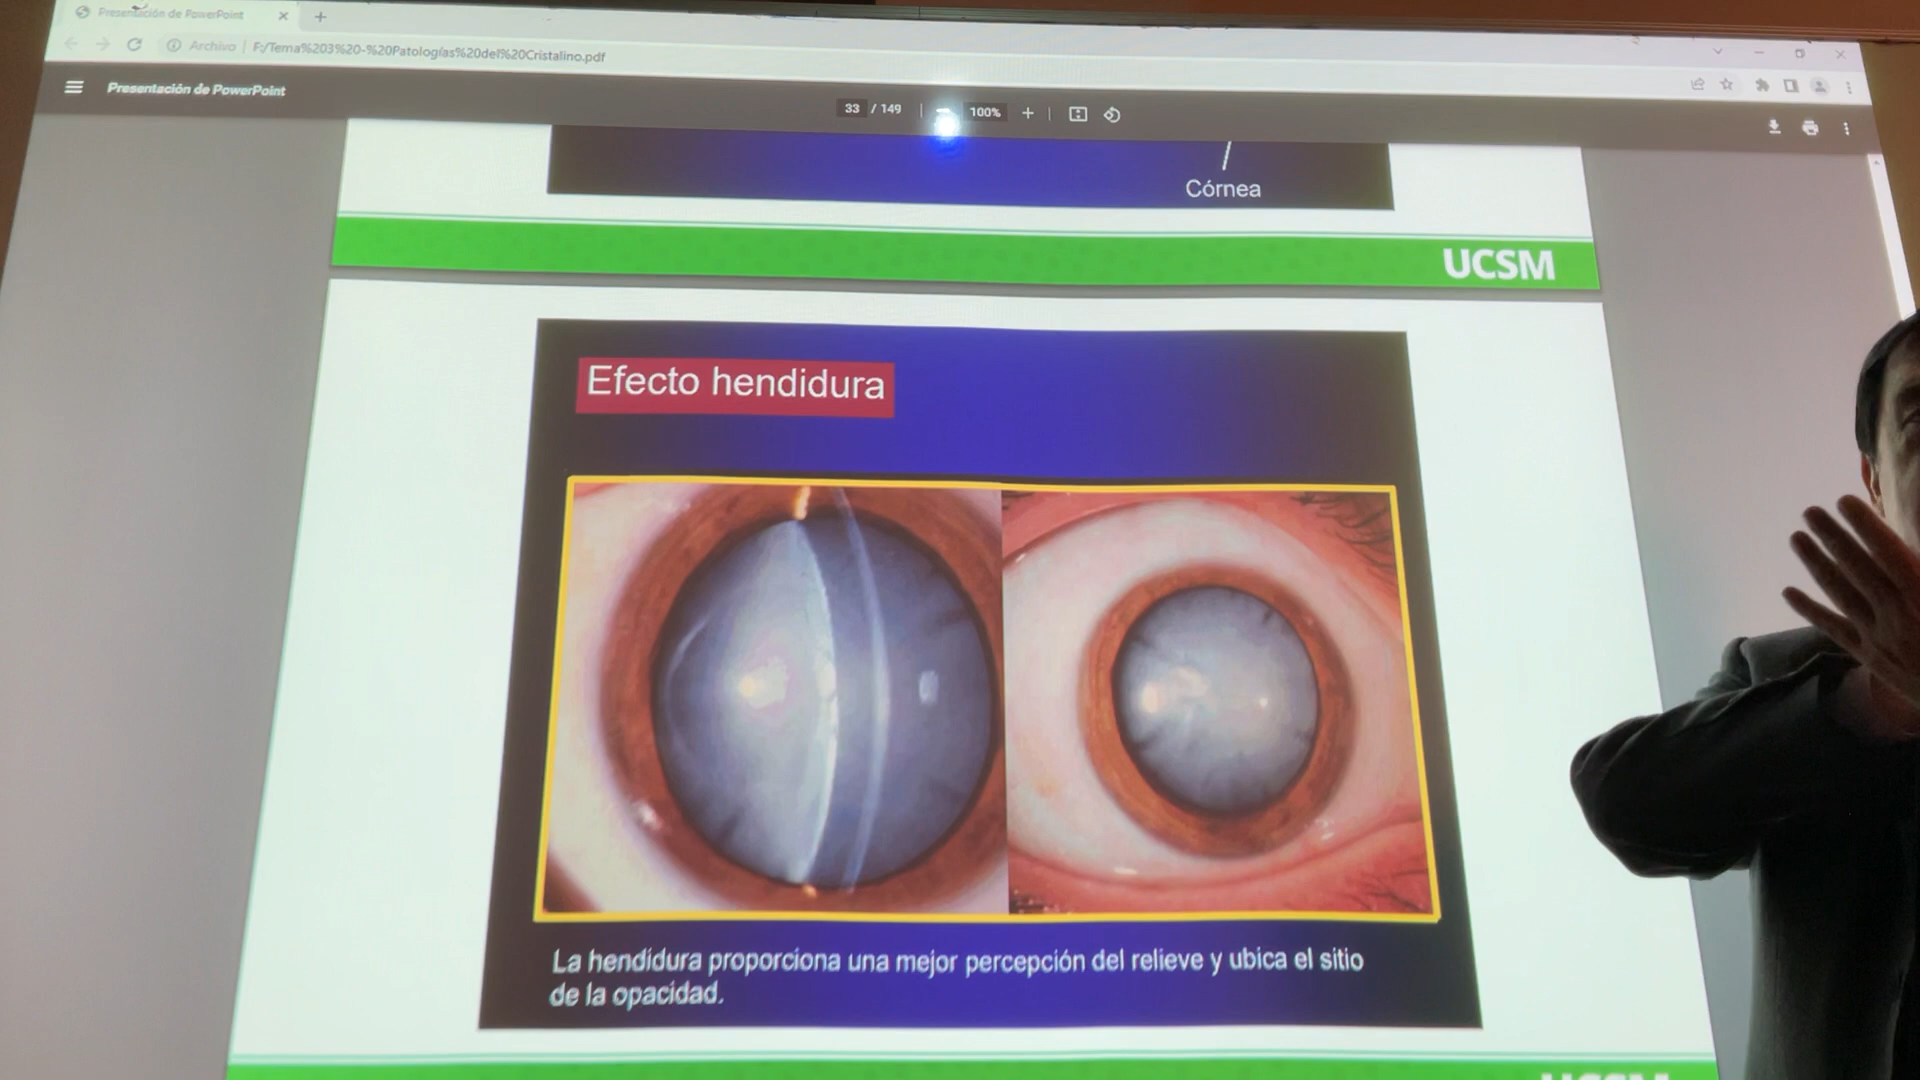 Presentación de PowerPoint
Archivo | F:/Tema%203%20-%20Patologías%20del%20Cristalino.pdf
Presentación de PowerPoint
33 / 149
100%
Córnea
UCSM
Efecto hendidura
La hendidura proporciona una mejor percepción del relieve y ubica el sitio
de la opacidad.
UCSM